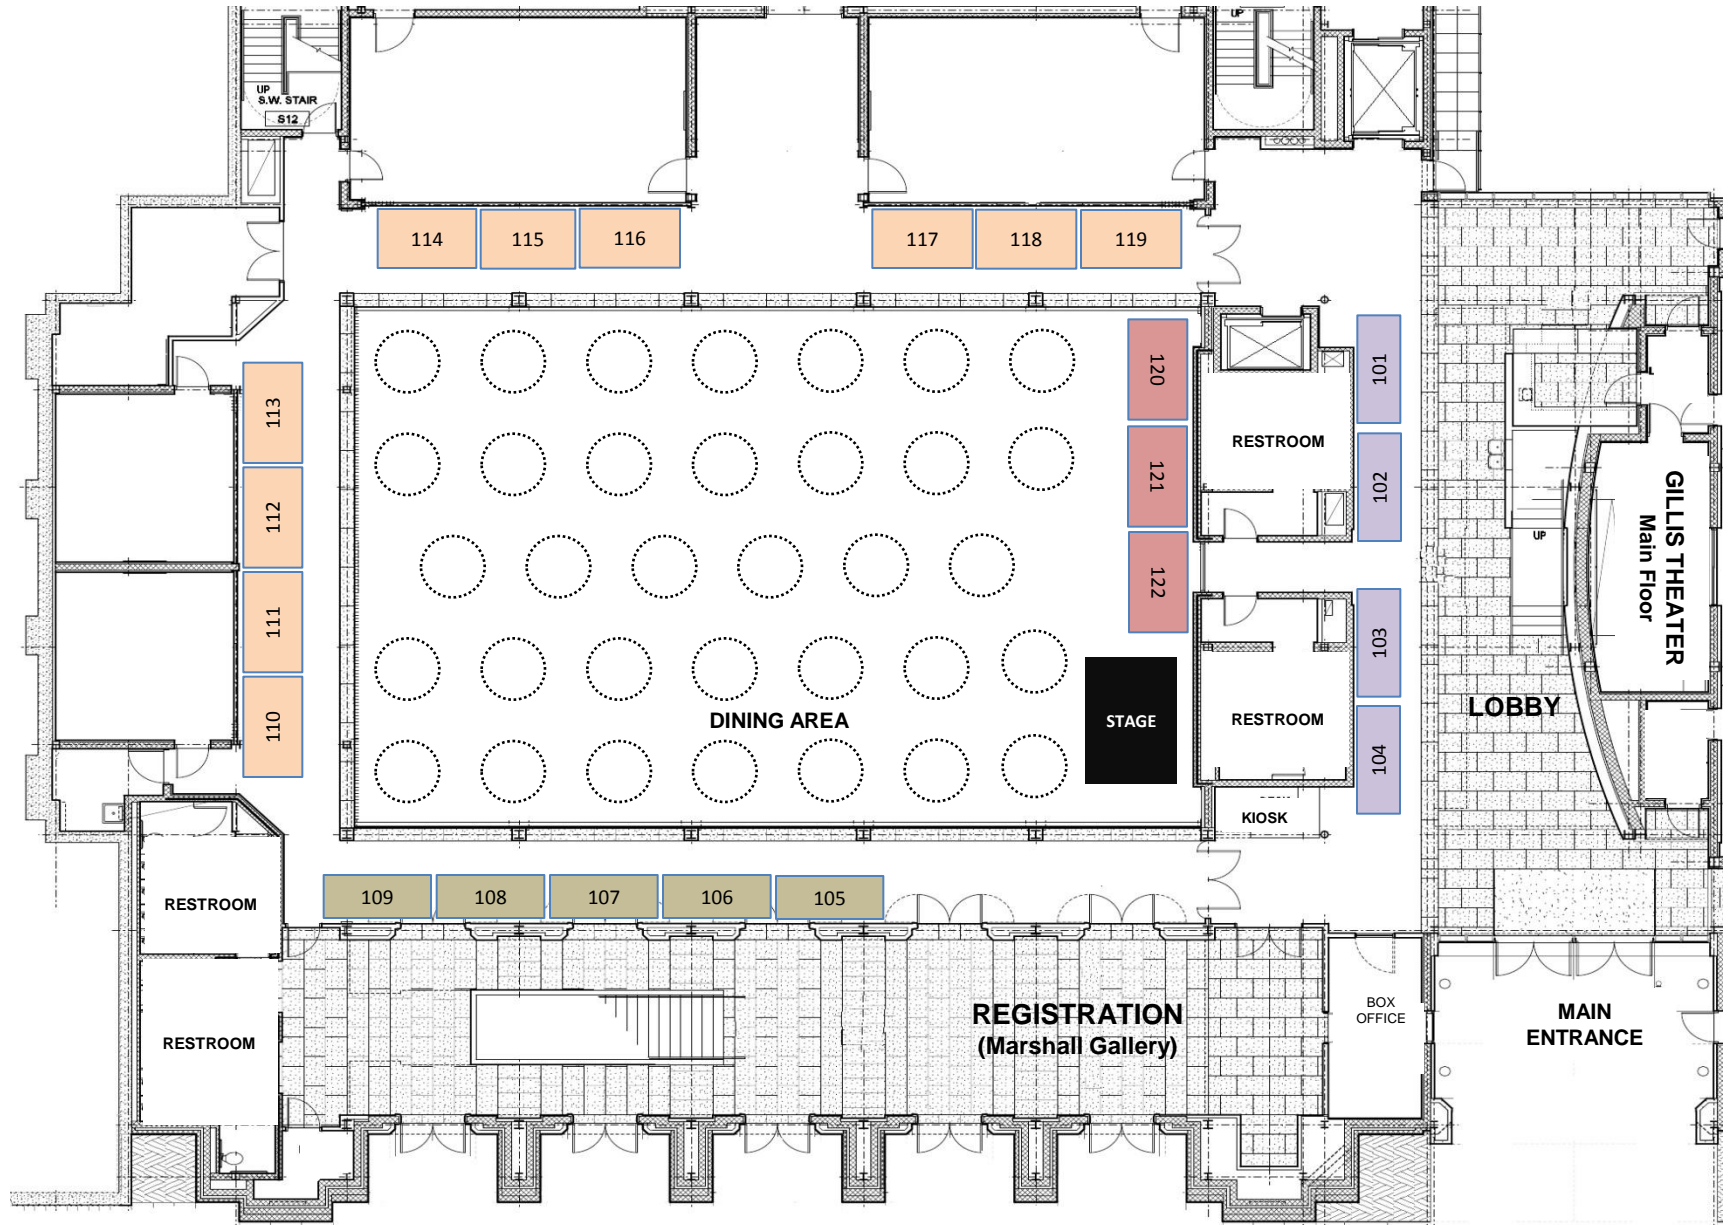 UP
UP
S.W. STAIR
S12
114
115
116
117
118
119
120
101
113
RESTROOM
121
102
112
GILLIS THEATER
Main Floor
UP
122
111
103
110
DINING AREA
STAGE
RESTROOM
LOBBY
104
KIOSK
109
108
107
106
105
RESTROOM
REGISTRATION
(Marshall Gallery)
BOX
OFFICE
MAIN
ENTRANCE
RESTROOM